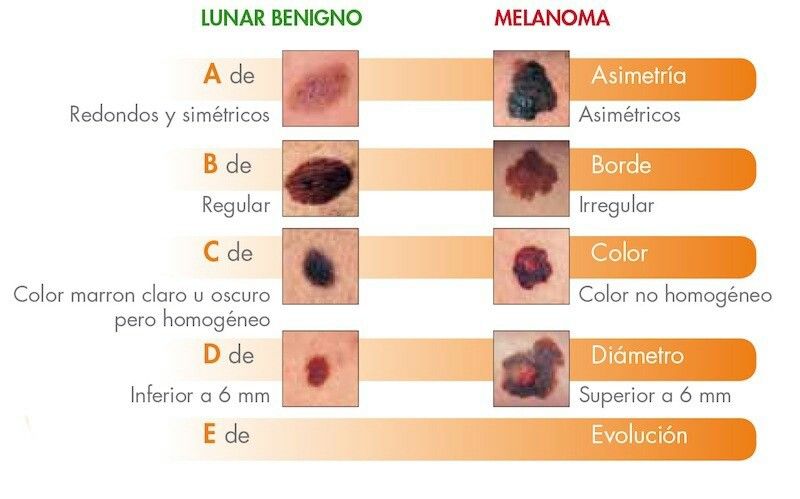 LUNAR BENIGNO MELANOMA
A de Asimetría
Redondos y simétricos Asimétricos
B de Borde
Regular Irregular
C de Color
Color marron claro u oscuro Color no homogéneo
pero homogéneo
D de Diámetro
Inferior a 6 mm Superior a 6 mm
E de Evolución